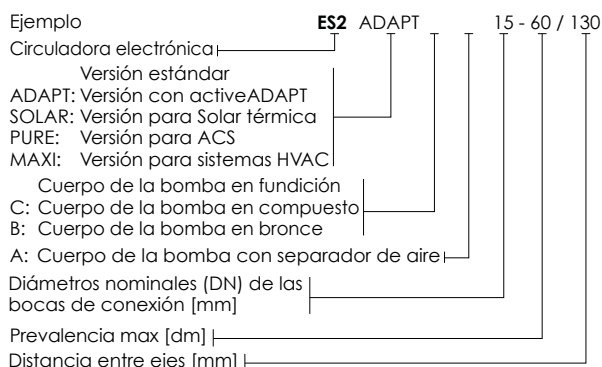 Ejemplo ES2 ADAPT 15 - 60 / 130
Circuladora electrónica
Versión estándar
ADAPT: Versión con activeADAPT
SOLAR: Versión para Solar térmica
PURE: Versión para ACS
MAXI: Versión para sistemas HVAC
Cuerpo de la bomba en fundición
C: Cuerpo de la bomba en compuesto
B: Cuerpo de la bomba en bronce
A: Cuerpo de la bomba con separador de aire
Diámetros nominales (DN) de las
bocas de conexión [mm]
Prevalencia max [dm]
Distancia entre ejes [mm]